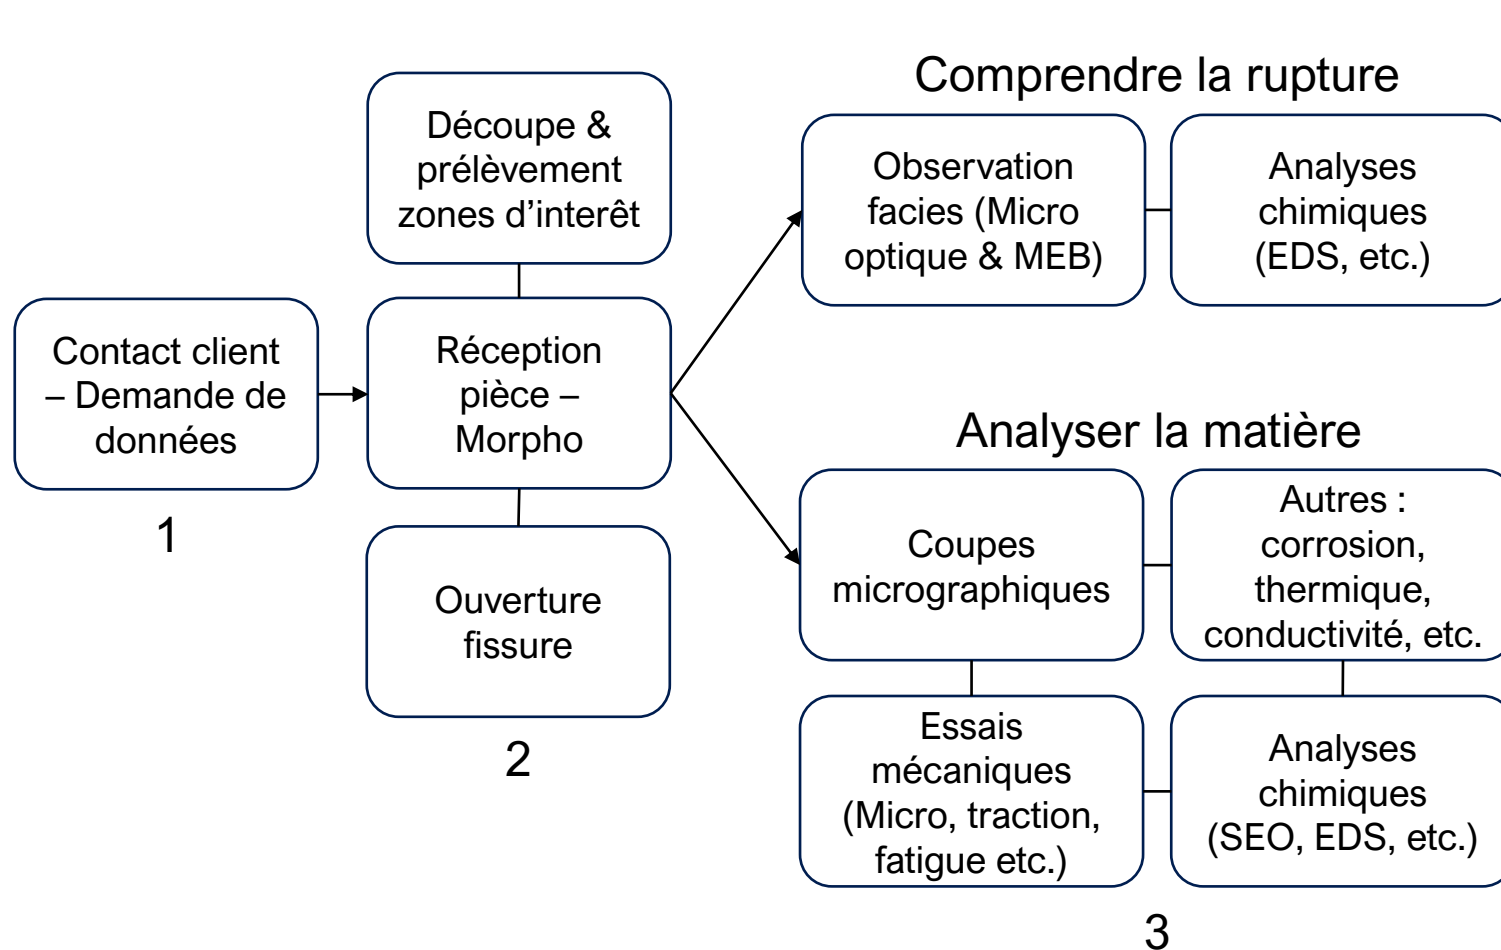 Contact client
– Demande de
données
1
Découpe &
prélèvement
zones d’interêt
Réception
pièce –
Morpho
Ouverture
fissure
2
Comprendre la rupture
Observation
facies (Micro
optique & MEB)
Analyses
chimiques
(EDS, etc.)
Analyser la matière
Coupes
micrographiques
Autres :
corrosion,
thermique,
conductivité, etc.
Essais
mécaniques
(Micro, traction,
fatigue etc.)
Analyses
chimiques
(SEO, EDS, etc.)
3